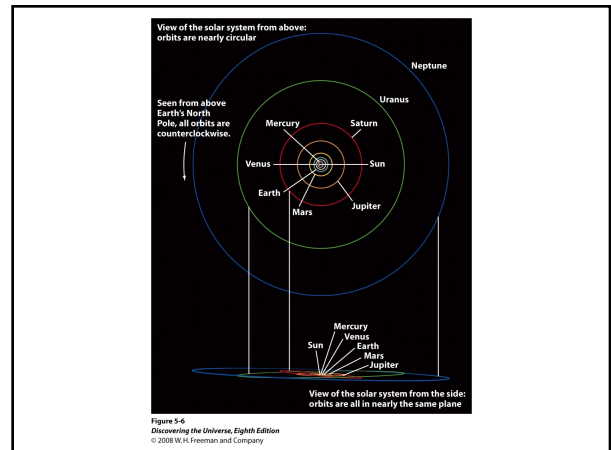 View of the solar system from above:
orbits are nearly circular
Neptune
Uranus
Seen from above
Earth's North
Pole, all orbits are
counterclockwise.
Mercury
Saturn
Venus
Sun
Earth
Mars
Jupiter
Mercury
Venus
Sun
Earth
Mars
Jupiter
View of the solar system from the side:
orbits are all in nearly the same plane
Figure 5-6
Discovering the Universe, Eighth Edition
© 2008 W. H. Freeman and Company